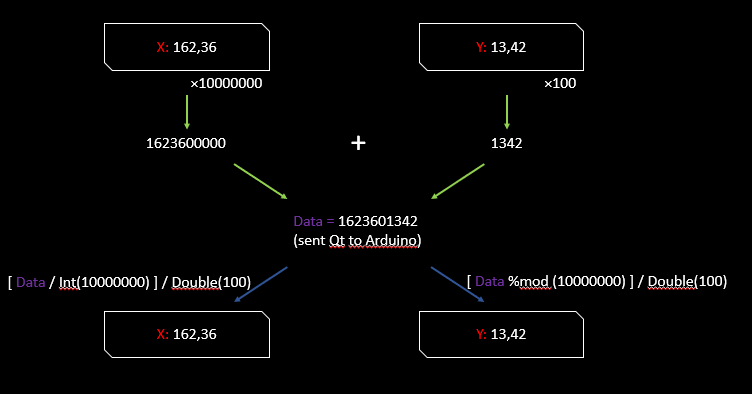 X: 162,36
Y: 13,42
×10000000
×100
1623600000
+
1342
Data = 1623601342
(sent Qt to Arduino)
[ Data / Int(10000000) ] / Double(100)
[ Data %mod (10000000) ] / Double(100)
X: 162,36
Y: 13,42